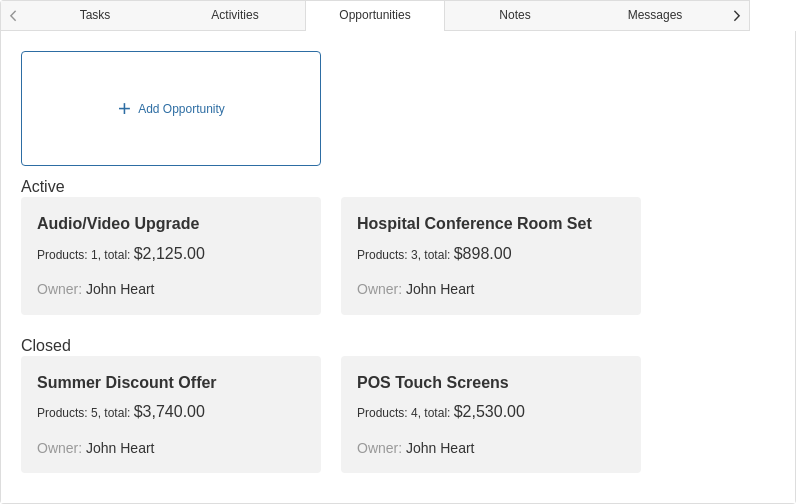 Tasks Activities Opportunities Notes Messages
Add Opportunity
Active
Audio/Video Upgrade
Products: 1, total: $2,125.00
Owner: John Heart
Hospital Conference Room Set
Products: 3, total: $898.00
Owner: John Heart
Closed
Summer Discount Offer
Products: 5, total: $3,740.00
Owner: John Heart
POS Touch Screens
Products: 4, total: $2,530.00
Owner: John Heart